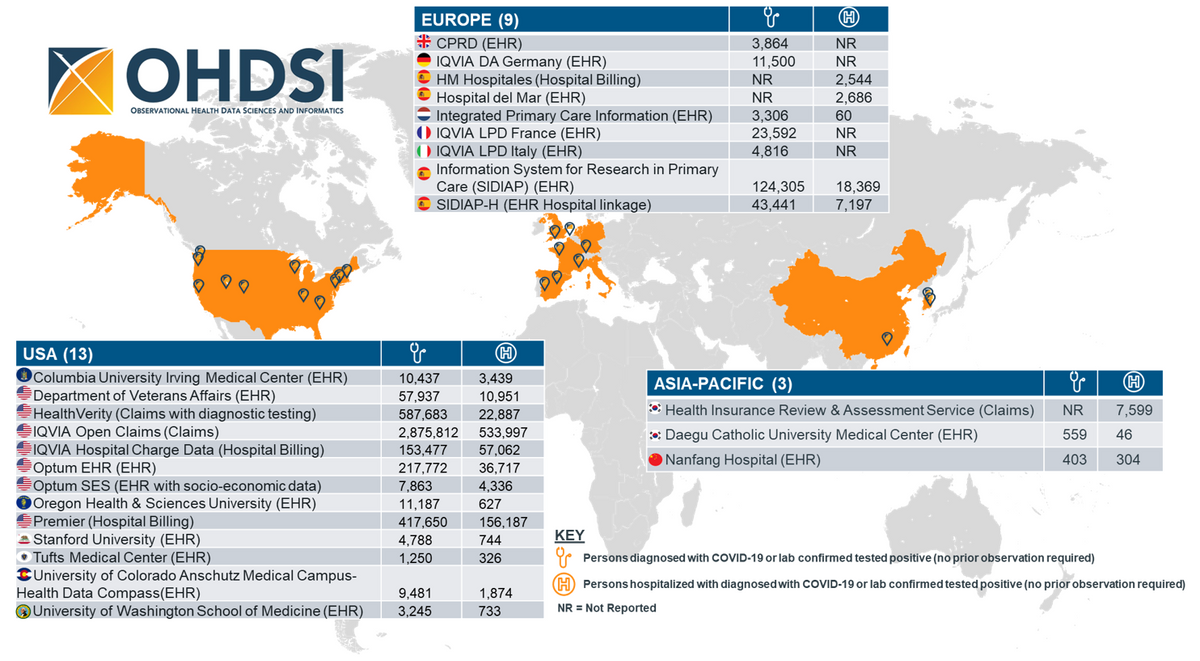 OHDSI
OBSERVATIONAL HEALTH DATA SCIENCES AND INFORMATICS
EUROPE (9)
CPRD (EHR) 3,864 NR
IQVIA DA Germany (EHR) 11,500 NR
HM Hospitales (Hospital Billing) NR 2,544
Hospital del Mar (EHR) NR 2,686
Integrated Primary Care Information (EHR) 3,306 60
IQVIA LPD France (EHR) 23,592 NR
IQVIA LPD Italy (EHR) 4,816 NR
Information System for Research in Primary
Care (SIDIAP) (EHR) 124,305 18,369
SIDIAP-H (EHR Hospital linkage) 43,441 7,197
USA (13)
Columbia University Irving Medical Center (EHR) 10,437 3,439
Department of Veterans Affairs (EHR) 57,937 10,951
HealthVerity (Claims with diagnostic testing) 587,683 22,887
IQVIA Open Claims (Claims) 2,875,812 533,997
IQVIA Hospital Charge Data (Hospital Billing) 153,477 57,062
Optum EHR (EHR) 217,772 36,717
Optum SES (EHR with socio-economic data) 7,863 4,336
Oregon Health & Sciences University (EHR) 11,187 627
Premier (Hospital Billing) 417,650 156,187
Stanford University (EHR) 4,788 744
Tufts Medical Center (EHR) 1,250 326
University of Colorado Anschutz Medical Campus-
Health Data Compass(EHR) 9,481 1,874
University of Washington School of Medicine (EHR) 3,245 733
ASIA-PACIFIC (3)
Health Insurance Review & Assessment Service (Claims) NR 7,599
Daegu Catholic University Medical Center (EHR) 559 46
Nanfang Hospital (EHR) 403 304
KEY
Persons diagnosed with COVID-19 or lab confirmed tested positive (no prior observation required)
H Persons hospitalized with diagnosed with COVID-19 or lab confirmed tested positive (no prior observation required)
NR = Not Reported